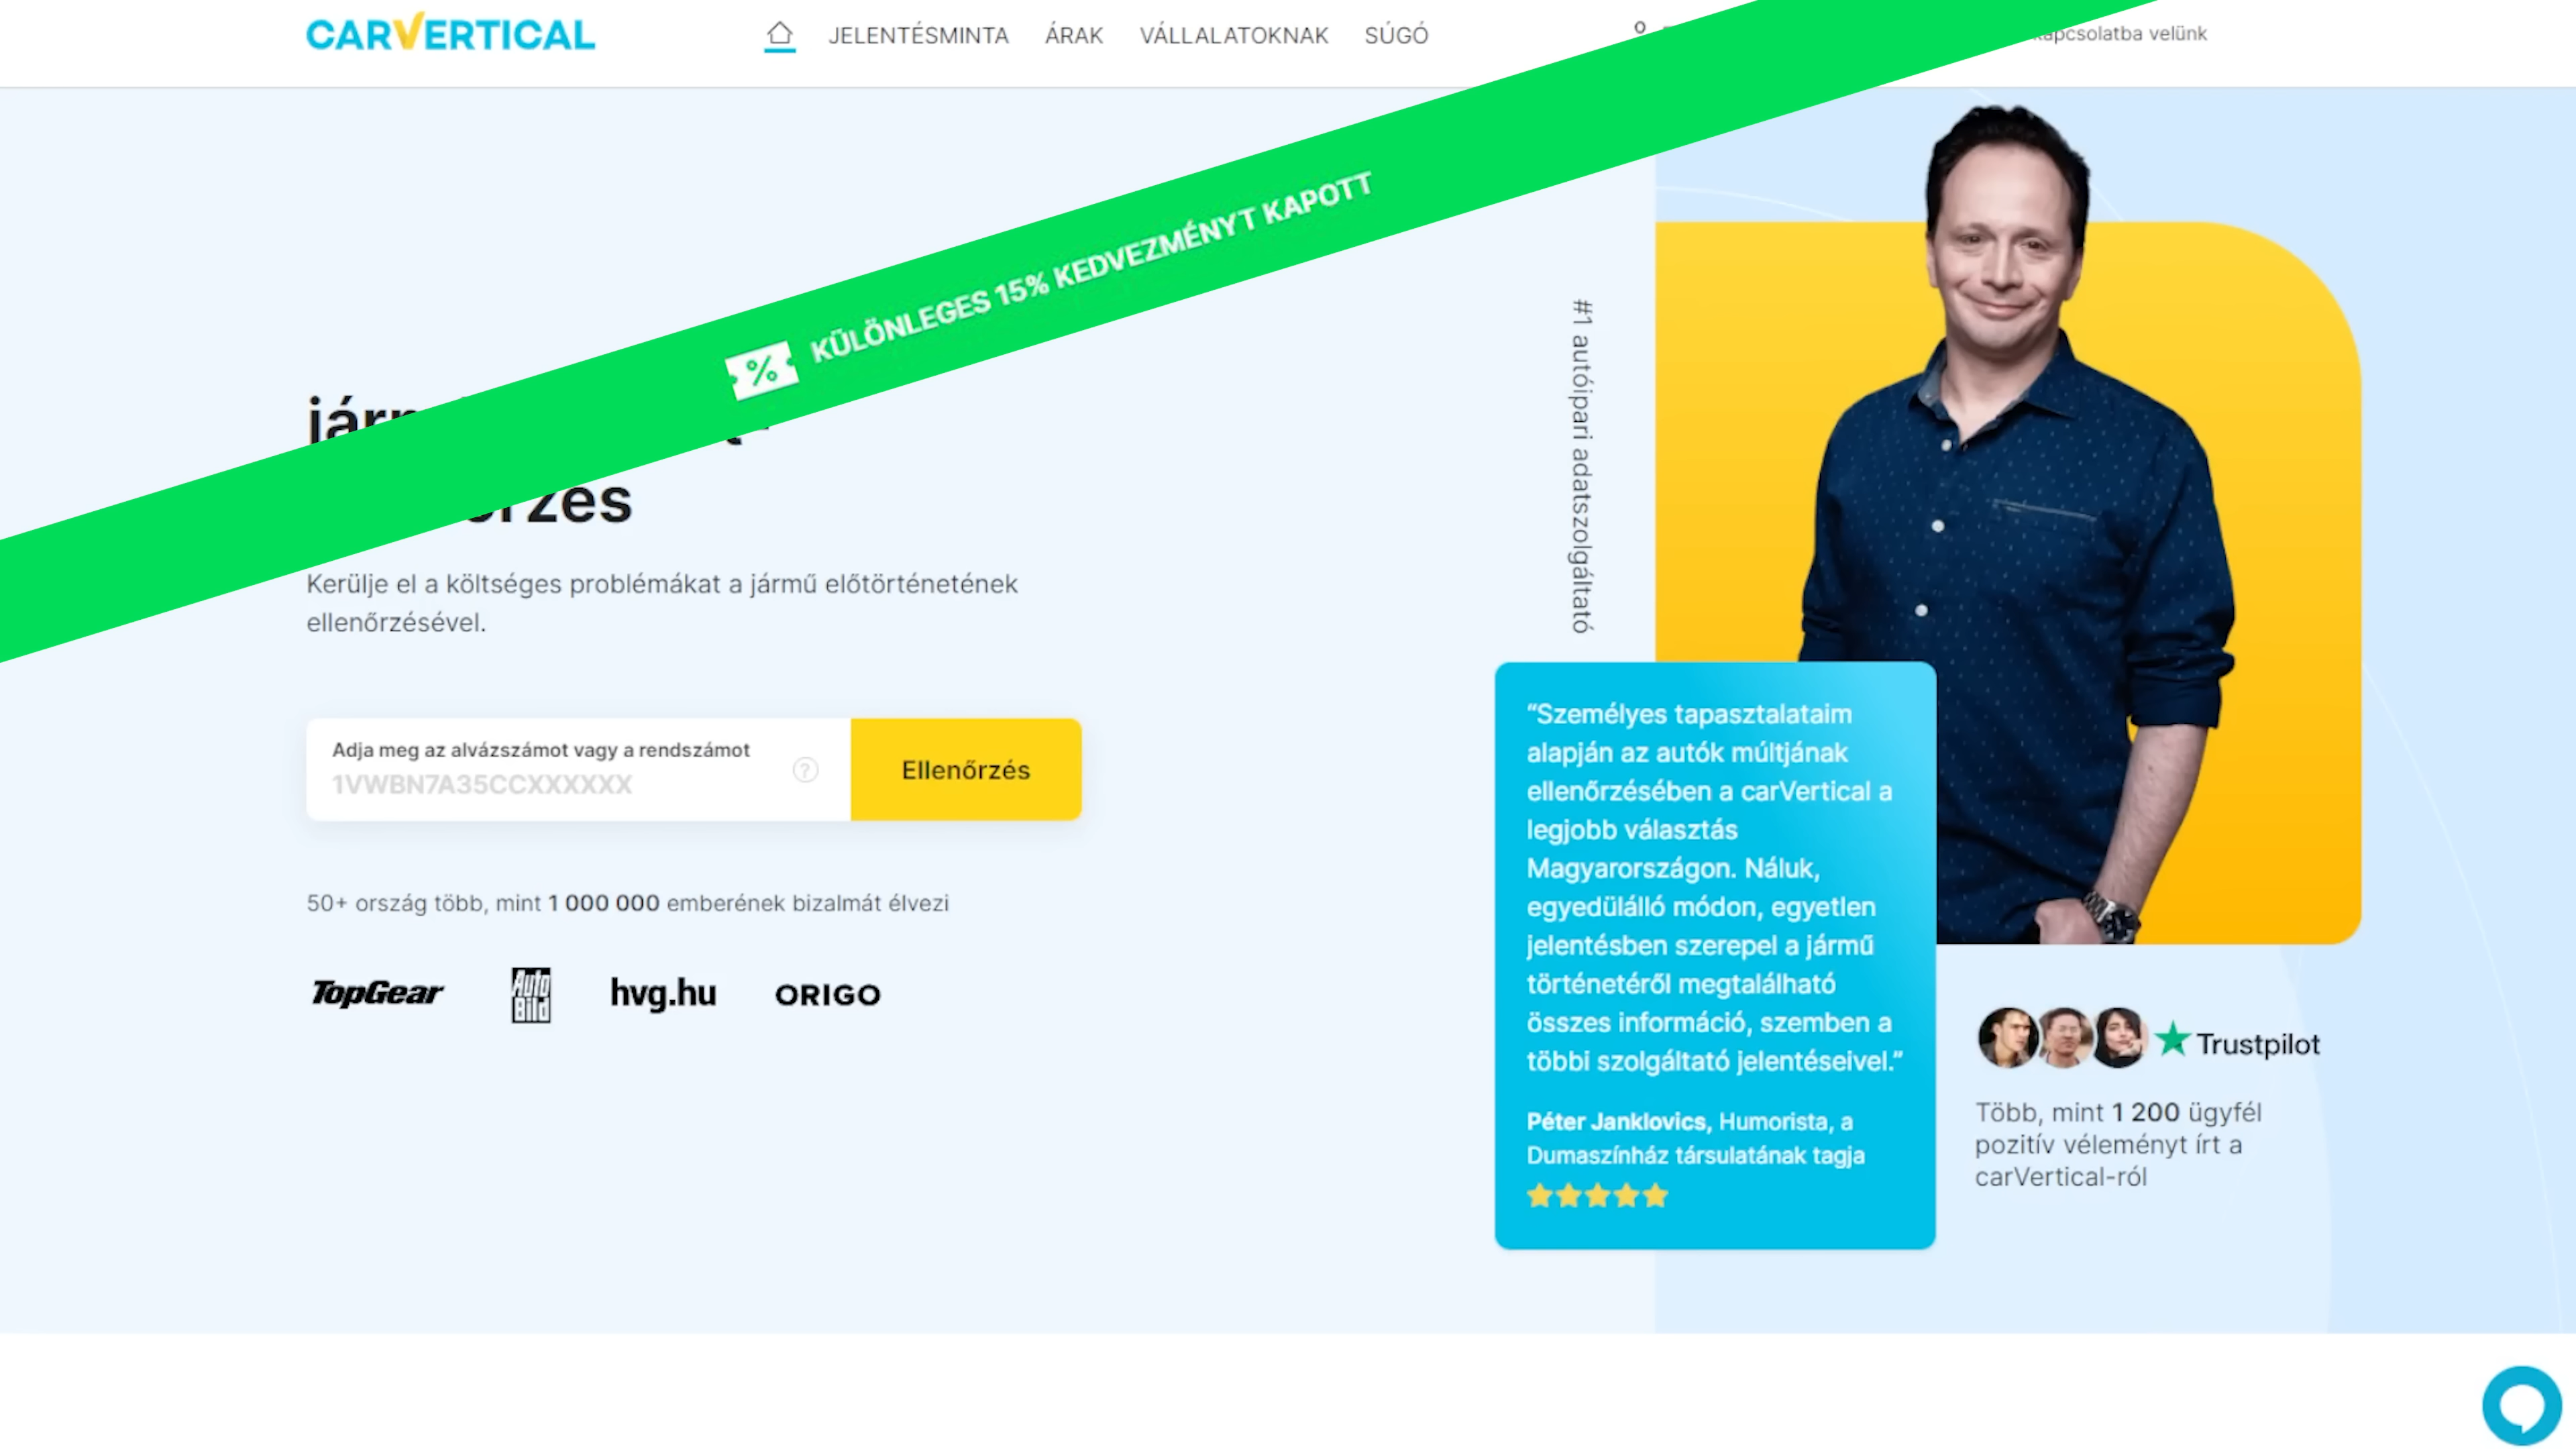 CARVERTICAL
JELENTÉSMINTA
ÁRAK
VÁLLALATOKNAK
SÚGÓ
kapcsolatba velünk
KÜLÖNLEGES 15% KEDVEZMÉNYT KAPOTT
Kerülje el a költséges problémákat a jármű előtörténetének
ellenőrzésével.
Adja meg az alvázszámot vagy a rendszámot
1VWBN7A35CCXXXXXX
Ellenőrzés
50+ ország több, mint 1 000 000 emberének bizalmát élvezi
TopGear
Auto
Bild
hvg.hu
ORIGO
#1 autóipari adatszolgáltató
“Személyes tapasztalataim
alapján az autók múltjának
ellenőrzésében a carVertical a
legjobb választás
Magyarországon. Náluk,
egyedülálló módon, egyetlen
jelentésben szerepel a jármű
történetéről megtalálható
összes információ, szemben a
többi szolgáltató jelentéseivel.”
Péter Janklovics, Humorista, a
Dumaszínház társulatának tagja
Trustpilot
Több, mint 1 200 ügyfél
pozitív véleményt írt a
carVertical-ról